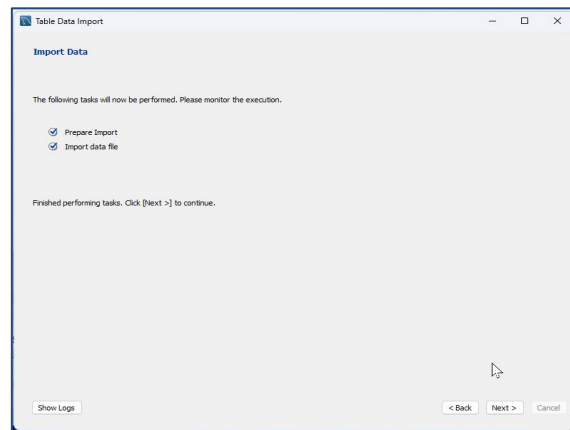 Table Data Import
Import Data
The following tasks will now be performed. Please monitor the execution.
Prepare Import
Import data file
Finished performing tasks. Click [Next >] to continue.
Show Logs
< Back
Next >
Cancel